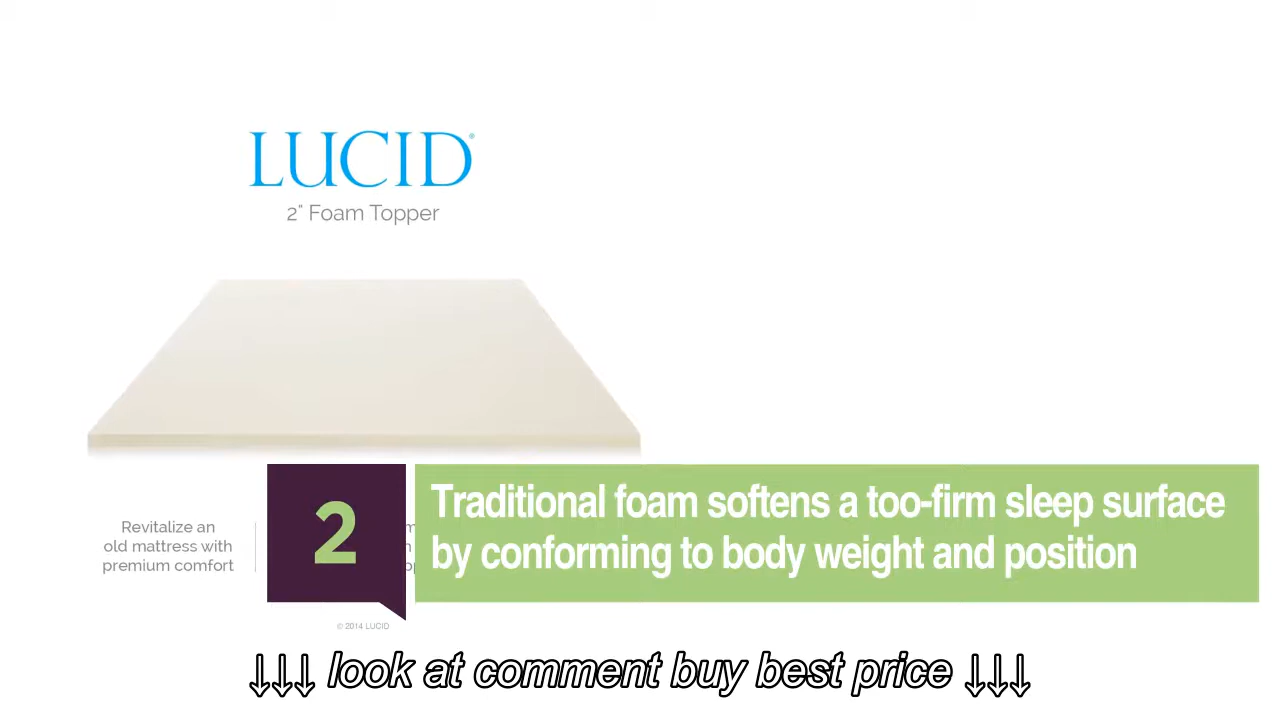 LUCID®
2" Foam Topper
Revitalize an
old mattress with
premium comfort
2
Traditional foam softens a too-firm sleep surface
by conforming to body weight and position
© 2014 LUCID
↓↓↓ look at comment buy best price ↓↓↓